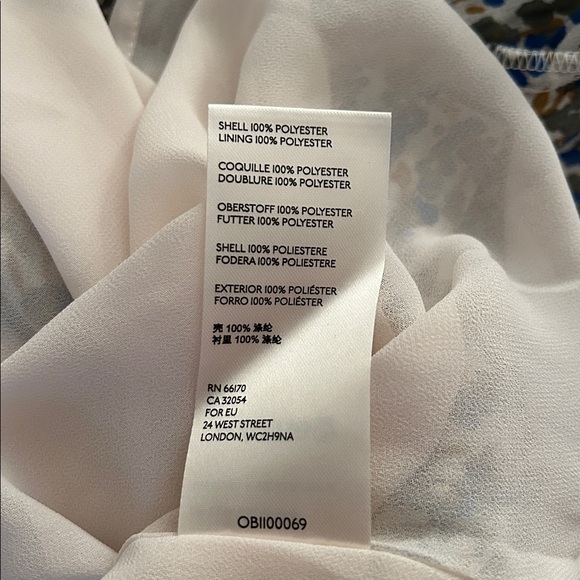 SHELL 100% POLYESTER
LINING 100% POLYESTER
COQUILLE 100% POLYESTER
DOUBLURE 100% POLYESTER
OBERSTOFF 100% POLYESTER
FUTTER 100% POLYESTER
SHELL 100% POLIESTERE
FODERA 100% POLIESTERE
EXTERIOR 100% POLIÉSTER
FORRO 100% POLIÉSTER
壳 100% 涤纶
衬里 100% 涤纶
RN 66170
CA 32054
FOR EU
24 WEST STREET
LONDON, WC2H9NA
OB1100069